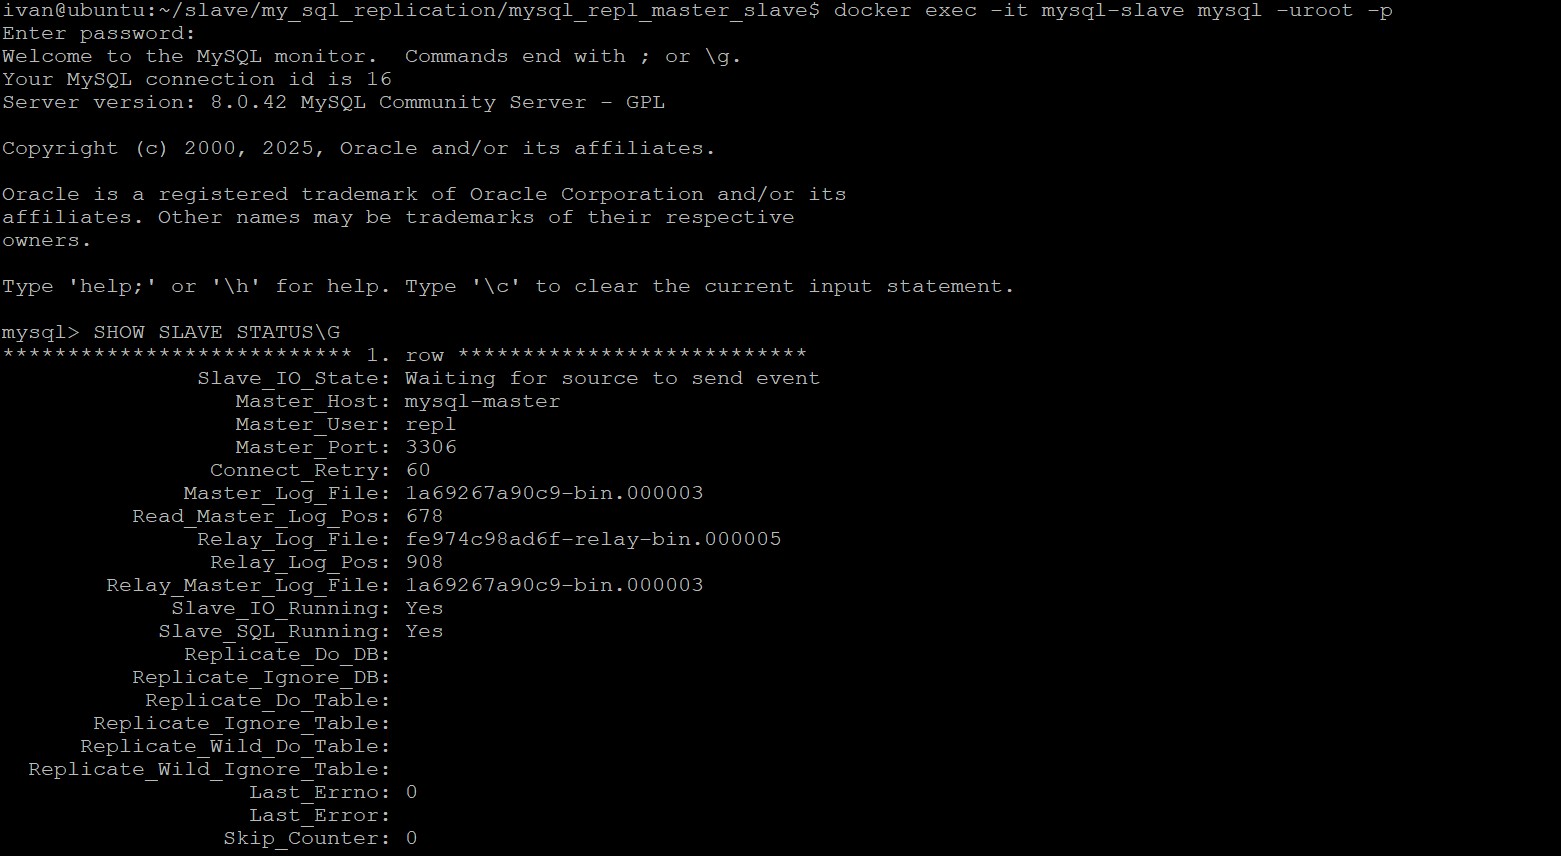 ivan@ubuntu:~/slave/my_sql_replication/mysql_repl_master_slave$ docker exec -it mysql-slave mysql -uroot -p
Enter password:
Welcome to the MySQL monitor.  Commands end with ; or \g.
Your MySQL connection id is 16
Server version: 8.0.42 MySQL Community Server - GPL

Copyright (c) 2000, 2025, Oracle and/or its affiliates.

Oracle is a registered trademark of Oracle Corporation and/or its
affiliates. Other names may be trademarks of their respective
owners.

Type 'help;' or '\h' for help. Type '\c' to clear the current input statement.

mysql> SHOW SLAVE STATUS\G
*************************** 1. row ***************************
               Slave_IO_State: Waiting for source to send event
                  Master_Host: mysql-master
                  Master_User: repl
                  Master_Port: 3306
                Connect_Retry: 60
              Master_Log_File: 1a69267a90c9-bin.000003
          Read_Master_Log_Pos: 678
               Relay_Log_File: fe974c98ad6f-relay-bin.000005
                Relay_Log_Pos: 908
        Relay_Master_Log_File: 1a69267a90c9-bin.000003
             Slave_IO_Running: Yes
            Slave_SQL_Running: Yes
              Replicate_Do_DB:
          Replicate_Ignore_DB:
           Replicate_Do_Table:
       Replicate_Ignore_Table:
      Replicate_Wild_Do_Table:
  Replicate_Wild_Ignore_Table:
                   Last_Errno: 0
                   Last_Error:
                 Skip_Counter: 0